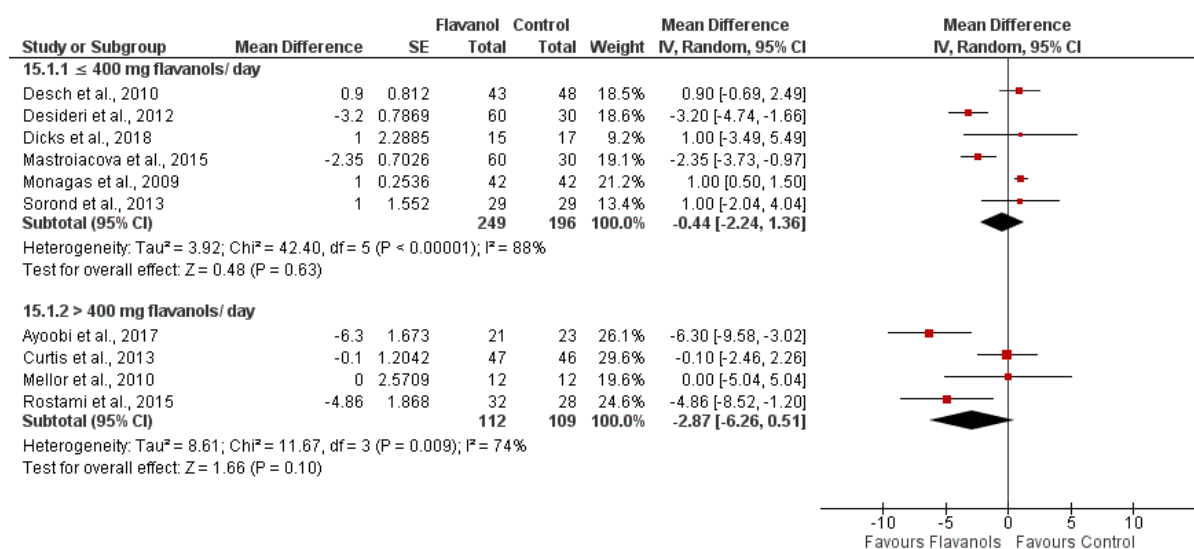 Flavanol Control Mean Difference Mean Difference
Study or Subgroup Mean Difference SE Total Total Weight IV, Random, 95% CI IV, Random, 95% CI
15.1.1 ≤ 400 mg flavanols/ day
Desch et al., 2010 0.9 0.812 43 48 18.5% 0.90 [-0.69, 2.49]
Desideri et al., 2012 -3.2 0.7869 60 30 18.6% -3.20 [-4.74, -1.66]
Dicks et al., 2018 1 2.2885 15 17 9.2% 1.00 [-3.49, 5.49]
Mastroiacova et al., 2015 -2.35 0.7026 60 30 19.1% -2.35 [-3.73, -0.97]
Monagas et al., 2009 1 0.2536 42 42 21.2% 1.00 [0.50, 1.50]
Sorond et al., 2013 1 1.552 29 29 13.4% 1.00 [-2.04, 4.04]
Subtotal (95% CI) 249 196 100.0% -0.44 [-2.24, 1.36]
Heterogeneity: Tau² = 3.92; Chi² = 42.40, df = 5 (P < 0.00001); I² = 88%
Test for overall effect: Z = 0.48 (P = 0.63)
15.1.2 > 400 mg flavanols/ day
Ayoobi et al., 2017 -6.3 1.673 21 23 26.1% -6.30 [-9.58, -3.02]
Curtis et al., 2013 -0.1 1.2042 47 46 29.6% -0.10 [-2.46, 2.26]
Mellor et al., 2010 0 2.5709 12 12 19.6% 0.00 [-5.04, 5.04]
Rostami et al., 2015 -4.86 1.868 32 28 24.6% -4.86 [-8.52, -1.20]
Subtotal (95% CI) 112 109 100.0% -2.87 [-6.26, 0.51]
Heterogeneity: Tau² = 8.61; Chi² = 11.67, df = 3 (P = 0.009); I² = 74%
Test for overall effect: Z = 1.66 (P = 0.10)
-10 -5 0 5 10
Favours Flavanols Favours Control